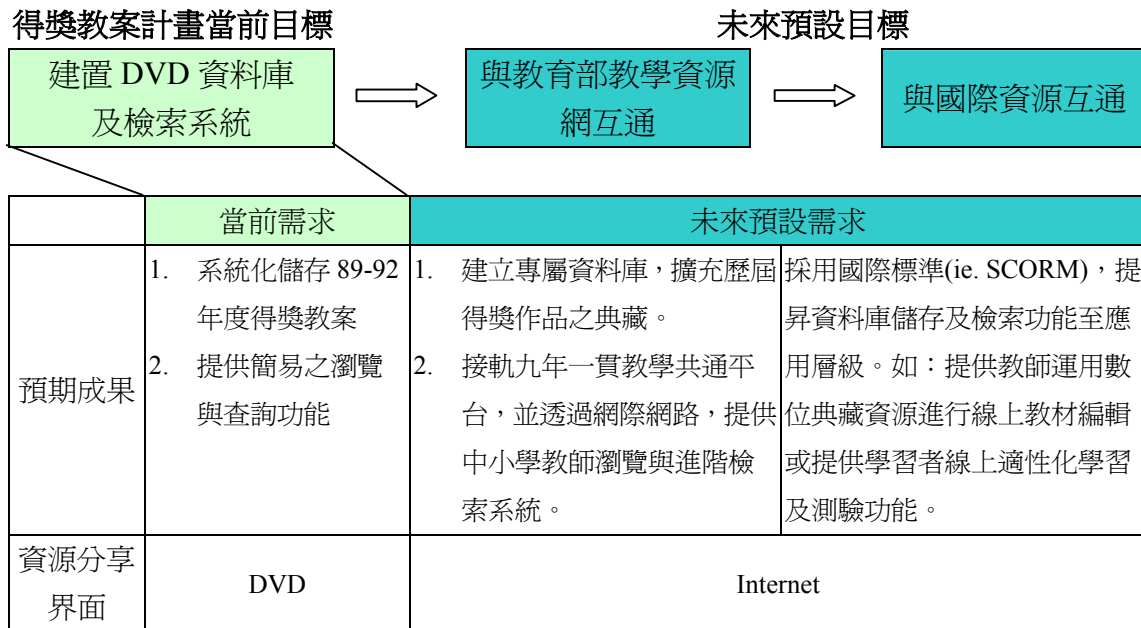 得獎教案計畫當前目標
未來預設目標
建置 DVD 資料庫
及檢索系統
與教育部教學資源
網互通
與國際資源互通
當前需求
未來預設需求
預期成果
1. 系統化儲存 89-92
年度得獎教案
2. 提供簡易之瀏覽
與查詢功能
1. 建立專屬資料庫，擴充歷屆
得獎作品之典藏。
2. 接軌九年一貫教學共通平
台，並透過網際網路，提供
中小學教師瀏覽與進階檢
索系統。
採用國際標準(ie. SCORM)，提
昇資料庫儲存及檢索功能至應
用層級。如：提供教師運用數
位典藏資源進行線上教材編輯
或提供學習者線上適性化學習
及測驗功能。
資源分享
界面
DVD
Internet